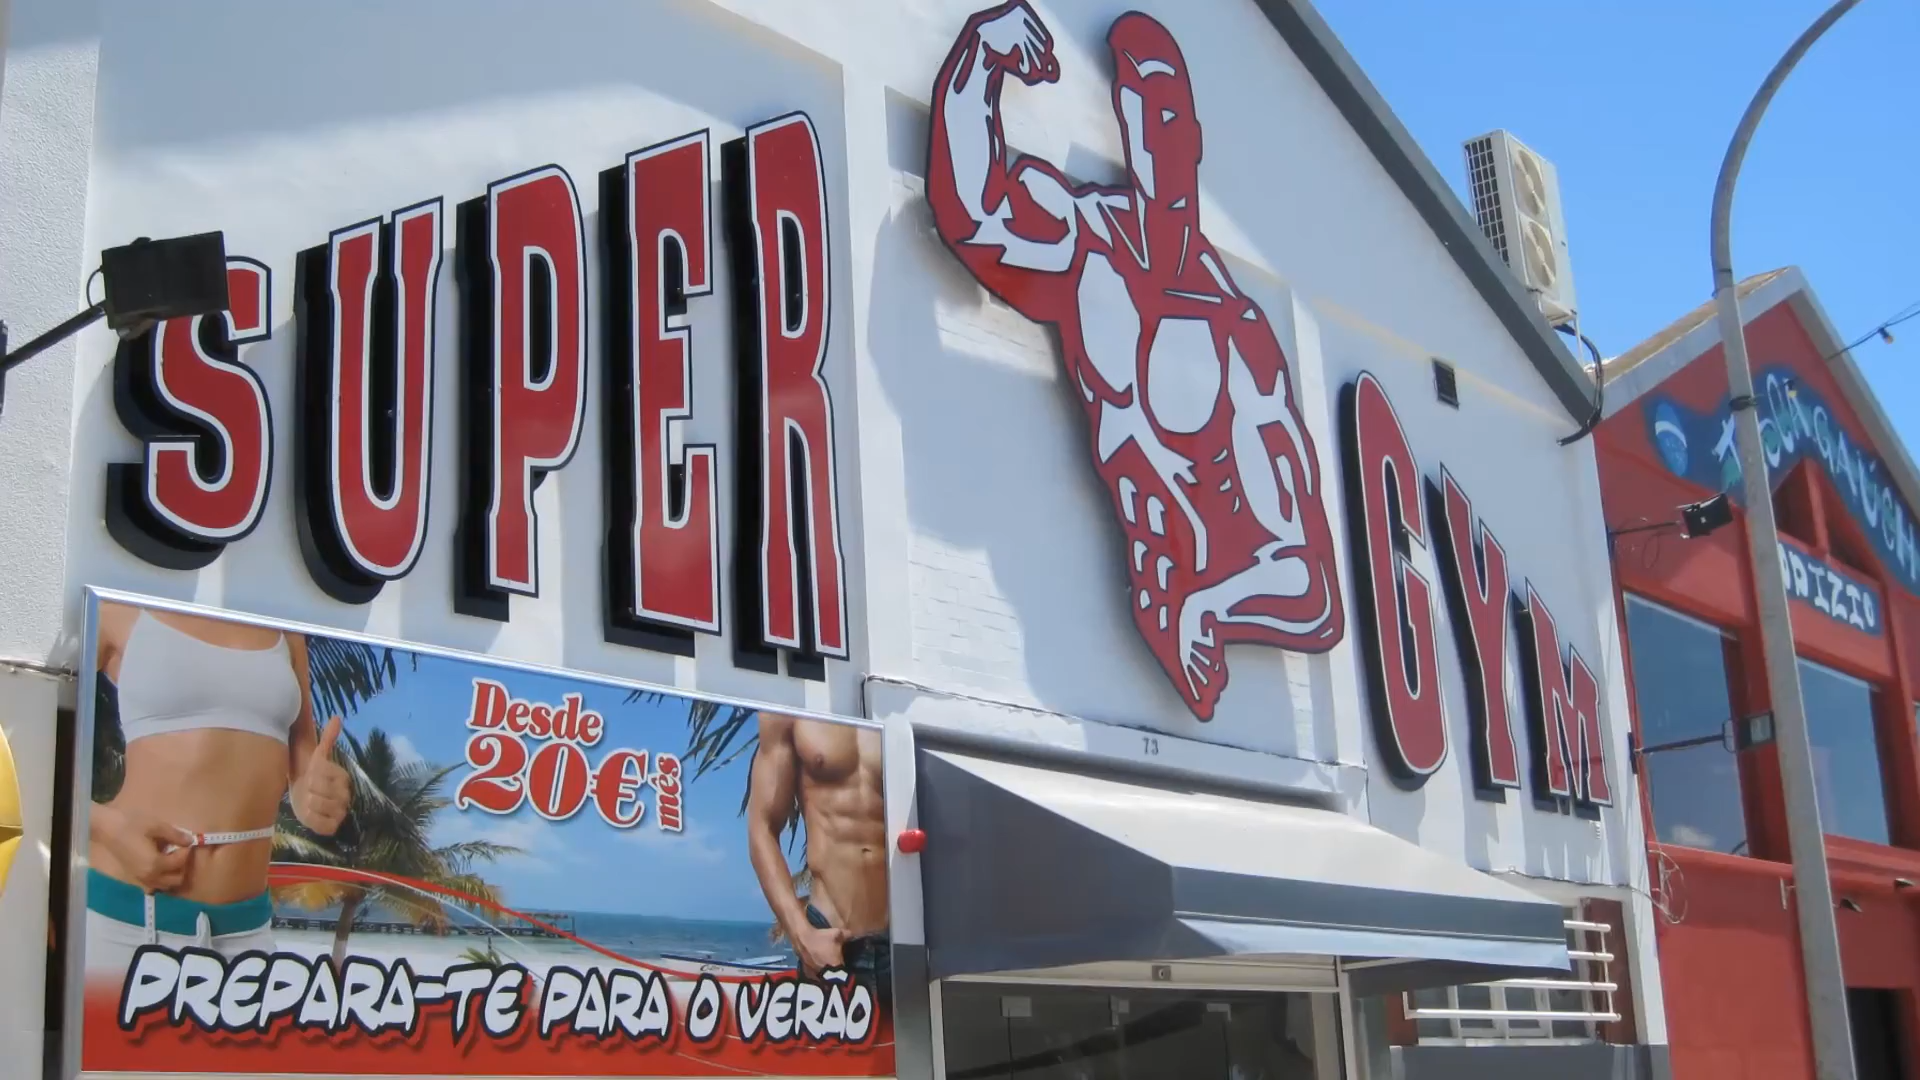 SUPER
GYM
73
Desde
20€ mês
PREPARA-TE PARA O VERÃO